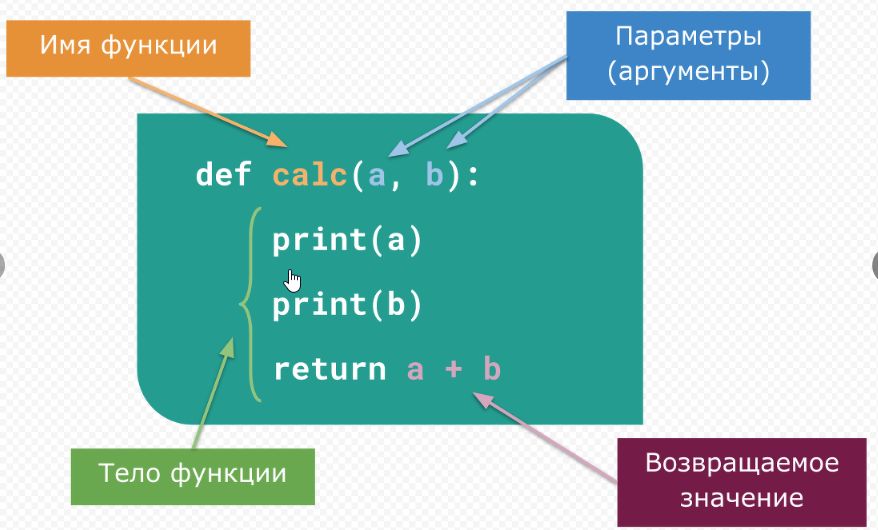 Имя функции
Параметры
(аргументы)
def calc(a, b):
print(a)
print(b)
return a + b
Тело функции
Возвращаемое
значение